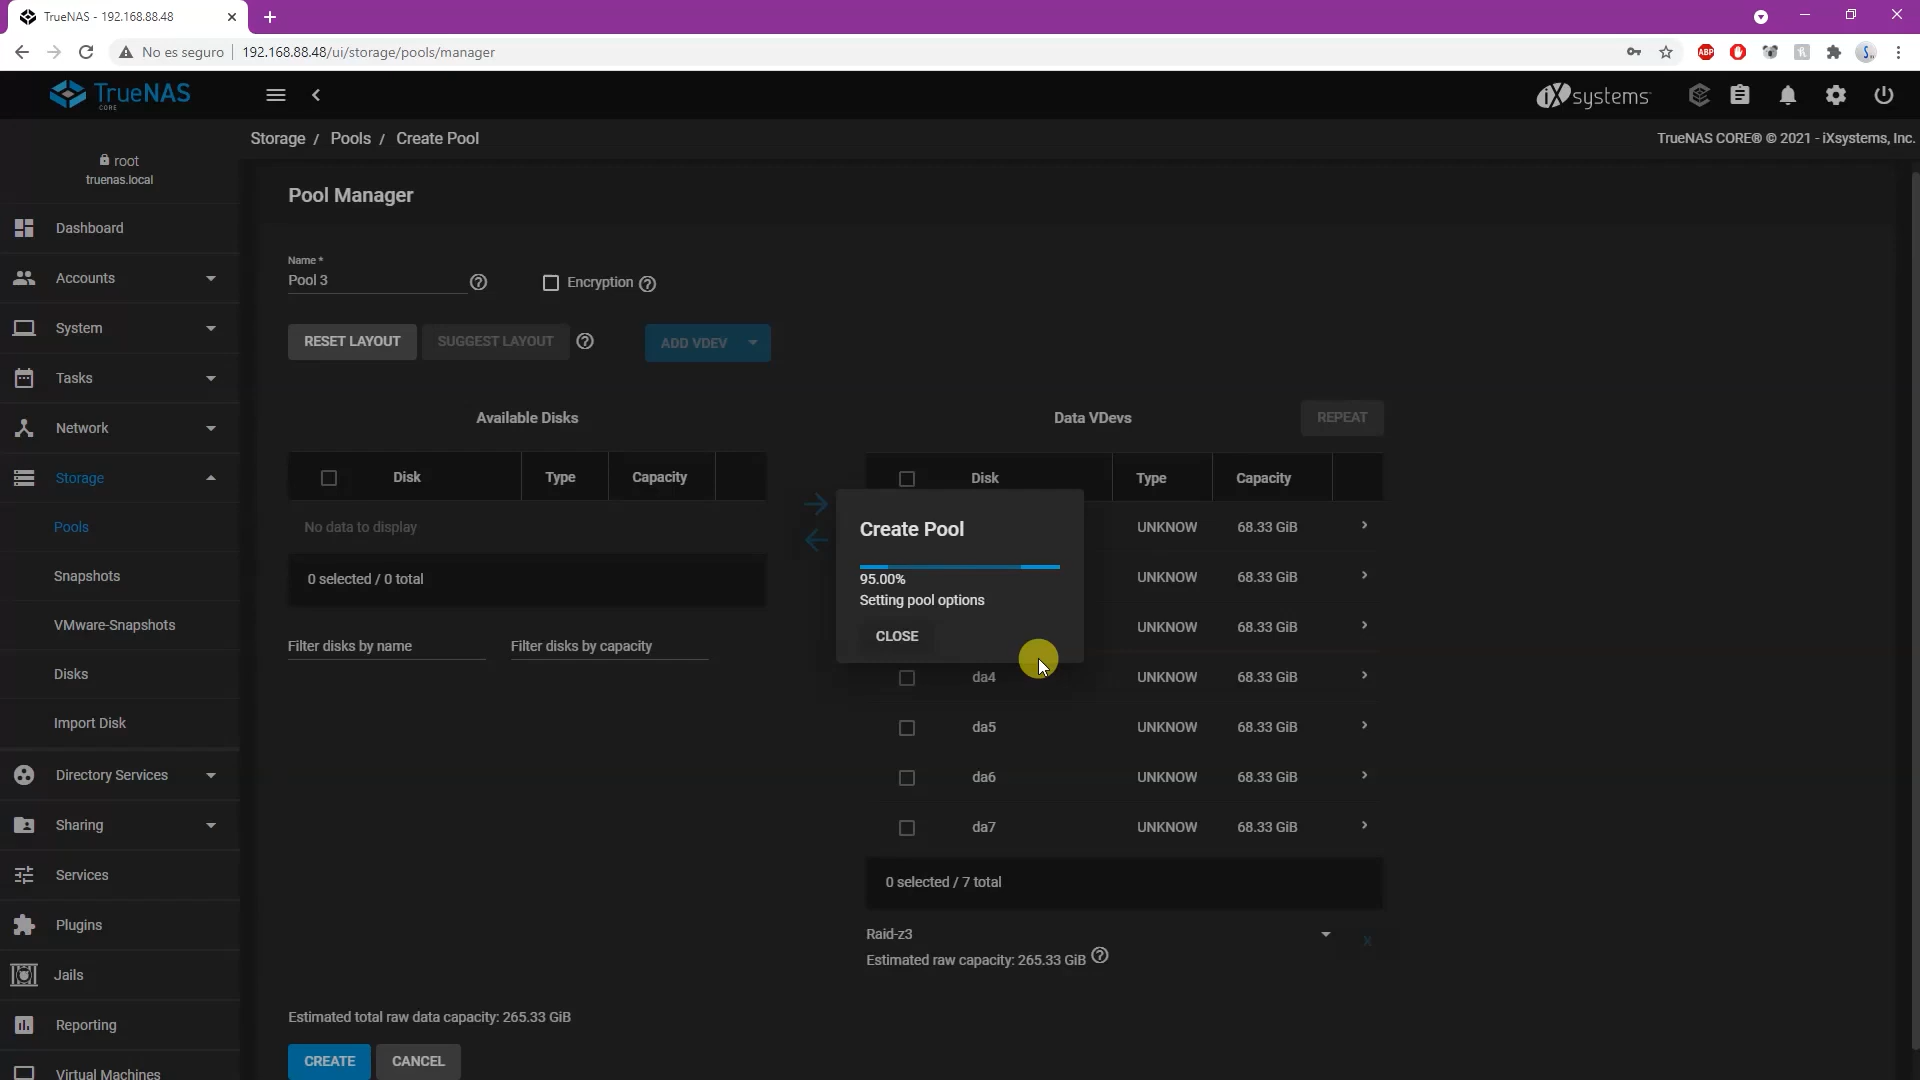 TrueNAS - 192.168.88.48
No es seguro
192.168.88.48/ui/storage/pools/manager
ABP
TrueNAS
CORE
iXsystems
Storage / Pools / Create Pool
TrueNAS CORE® © 2021 - iXsystems, Inc.
root
truenas.local
Dashboard
Accounts
System
Tasks
Network
Storage
Pools
Snapshots
VMware-Snapshots
Disks
Import Disk
Directory Services
Sharing
Services
Plugins
Jails
Reporting
Virtual Machines
Pool Manager
Name *
Pool 3
Encryption
RESET LAYOUT
SUGGEST LAYOUT
ADD VDEV
Available Disks
Disk Type Capacity
No data to display
0 selected / 0 total
Filter disks by name
Filter disks by capacity
Data VDevs
REPEAT
Disk Type Capacity
UNKNOW 68.33 GiB
UNKNOW 68.33 GiB
UNKNOW 68.33 GiB
da4 UNKNOW 68.33 GiB
da5 UNKNOW 68.33 GiB
da6 UNKNOW 68.33 GiB
da7 UNKNOW 68.33 GiB
0 selected / 7 total
Raid-z3
X
Estimated raw capacity: 265.33 GiB
Create Pool
95.00%
Setting pool options
CLOSE
Estimated total raw data capacity: 265.33 GiB
CREATE
CANCEL